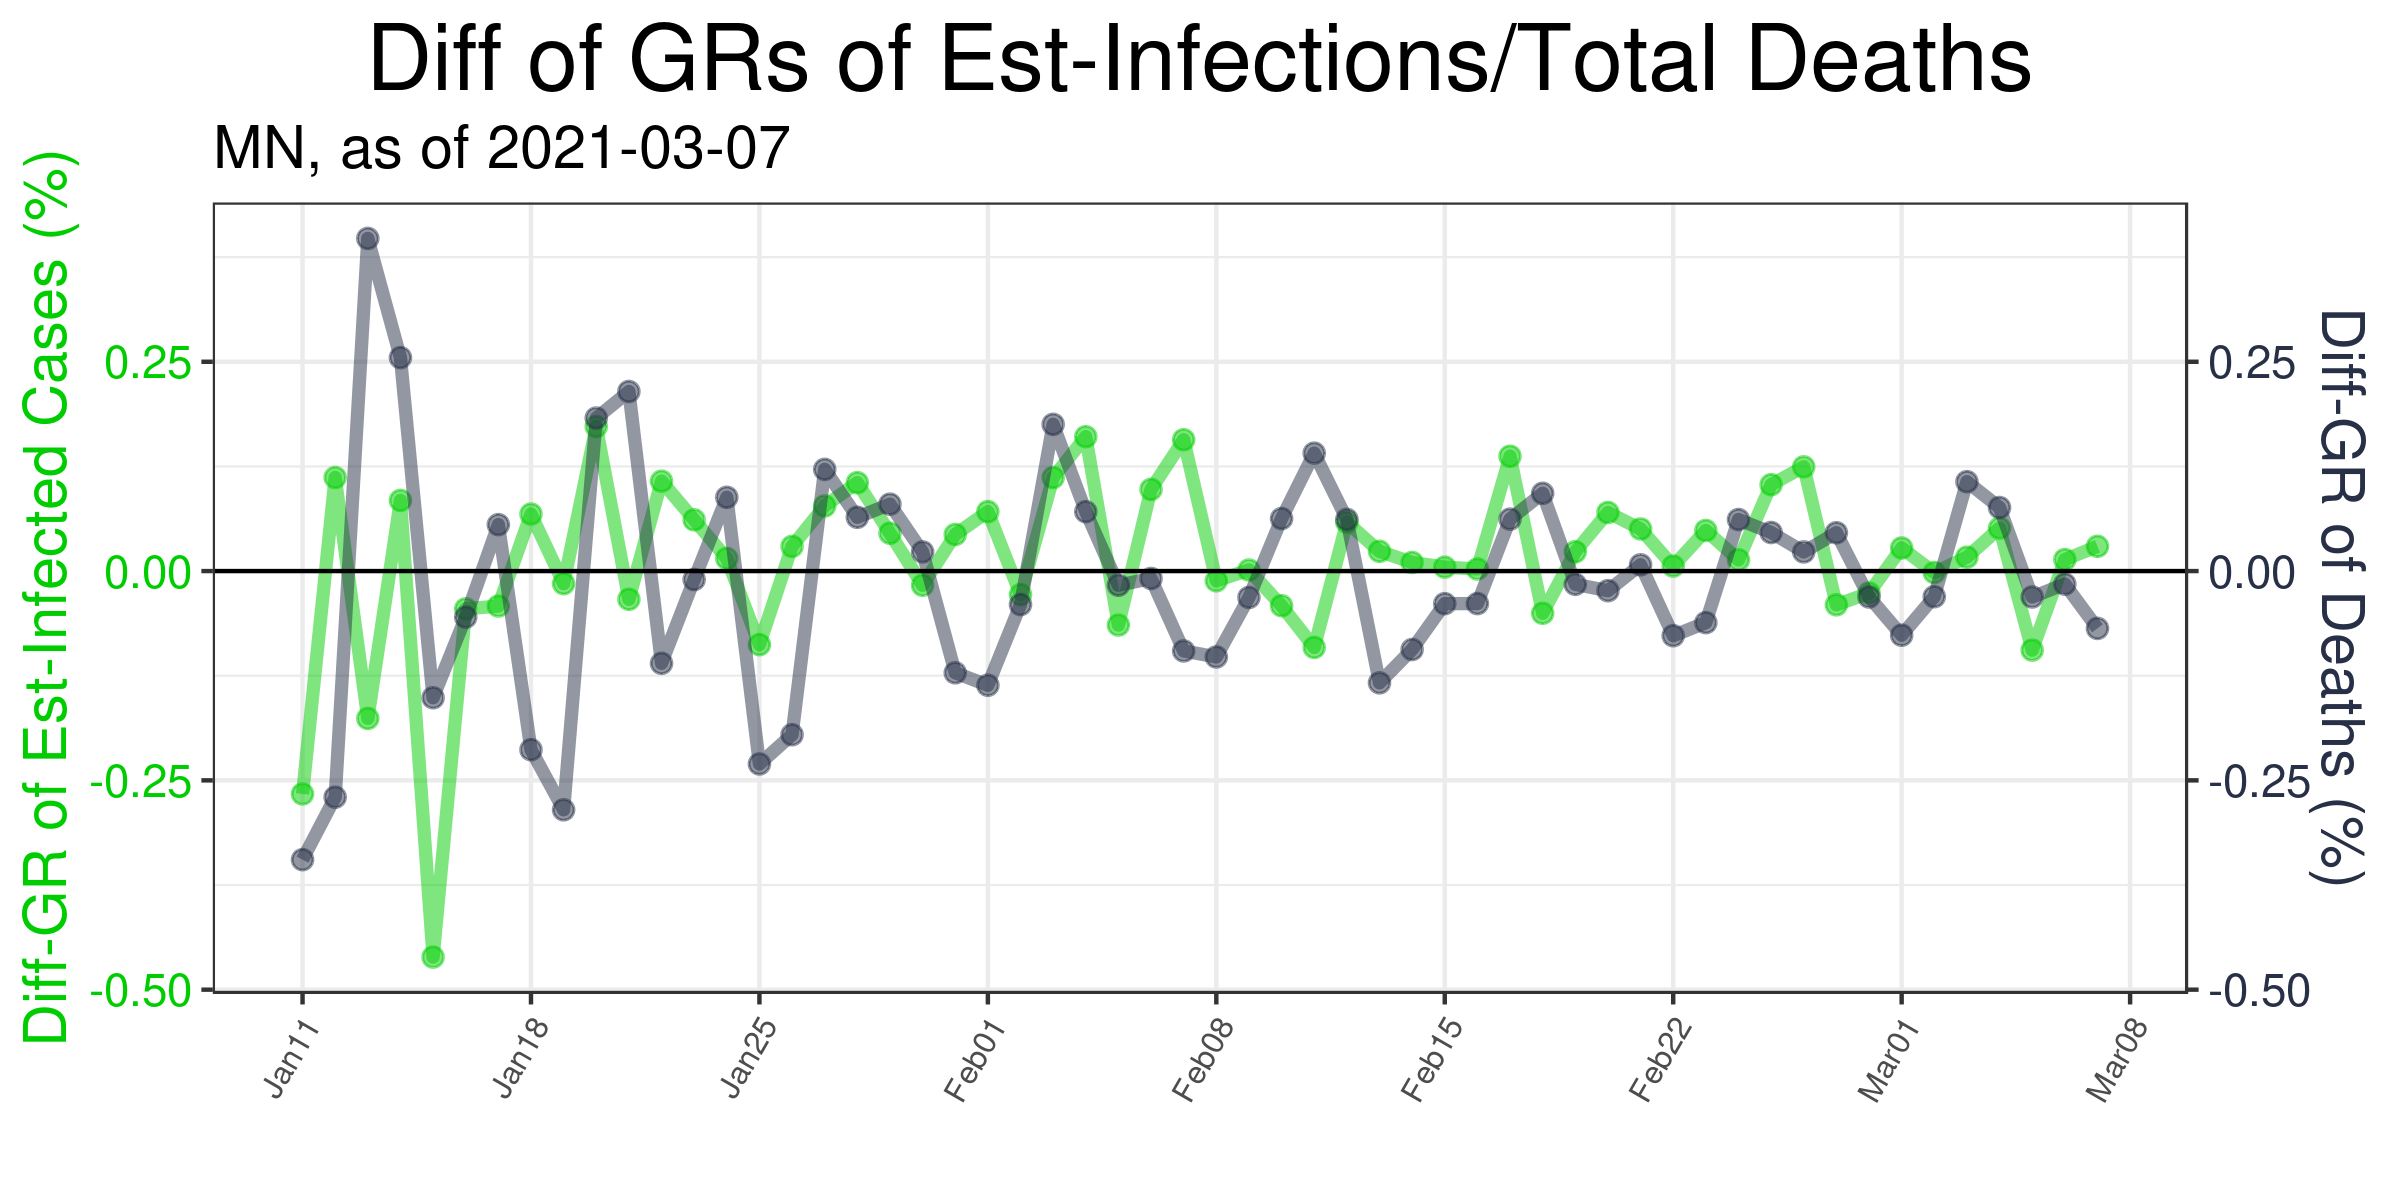 Diff of GRs of Est-Infections/Total Deaths
MN, as of 2021-03-07
Diff-GR of Est-Infected Cases (%)
0.25
0.00
-0.25
-0.50
0.25
0.00
-0.25
-0.50
Diff-GR of Deaths (%)
Jan11
Jan18
Jan25
Feb01
Feb08
Feb15
Feb22
Mar01
Mar08